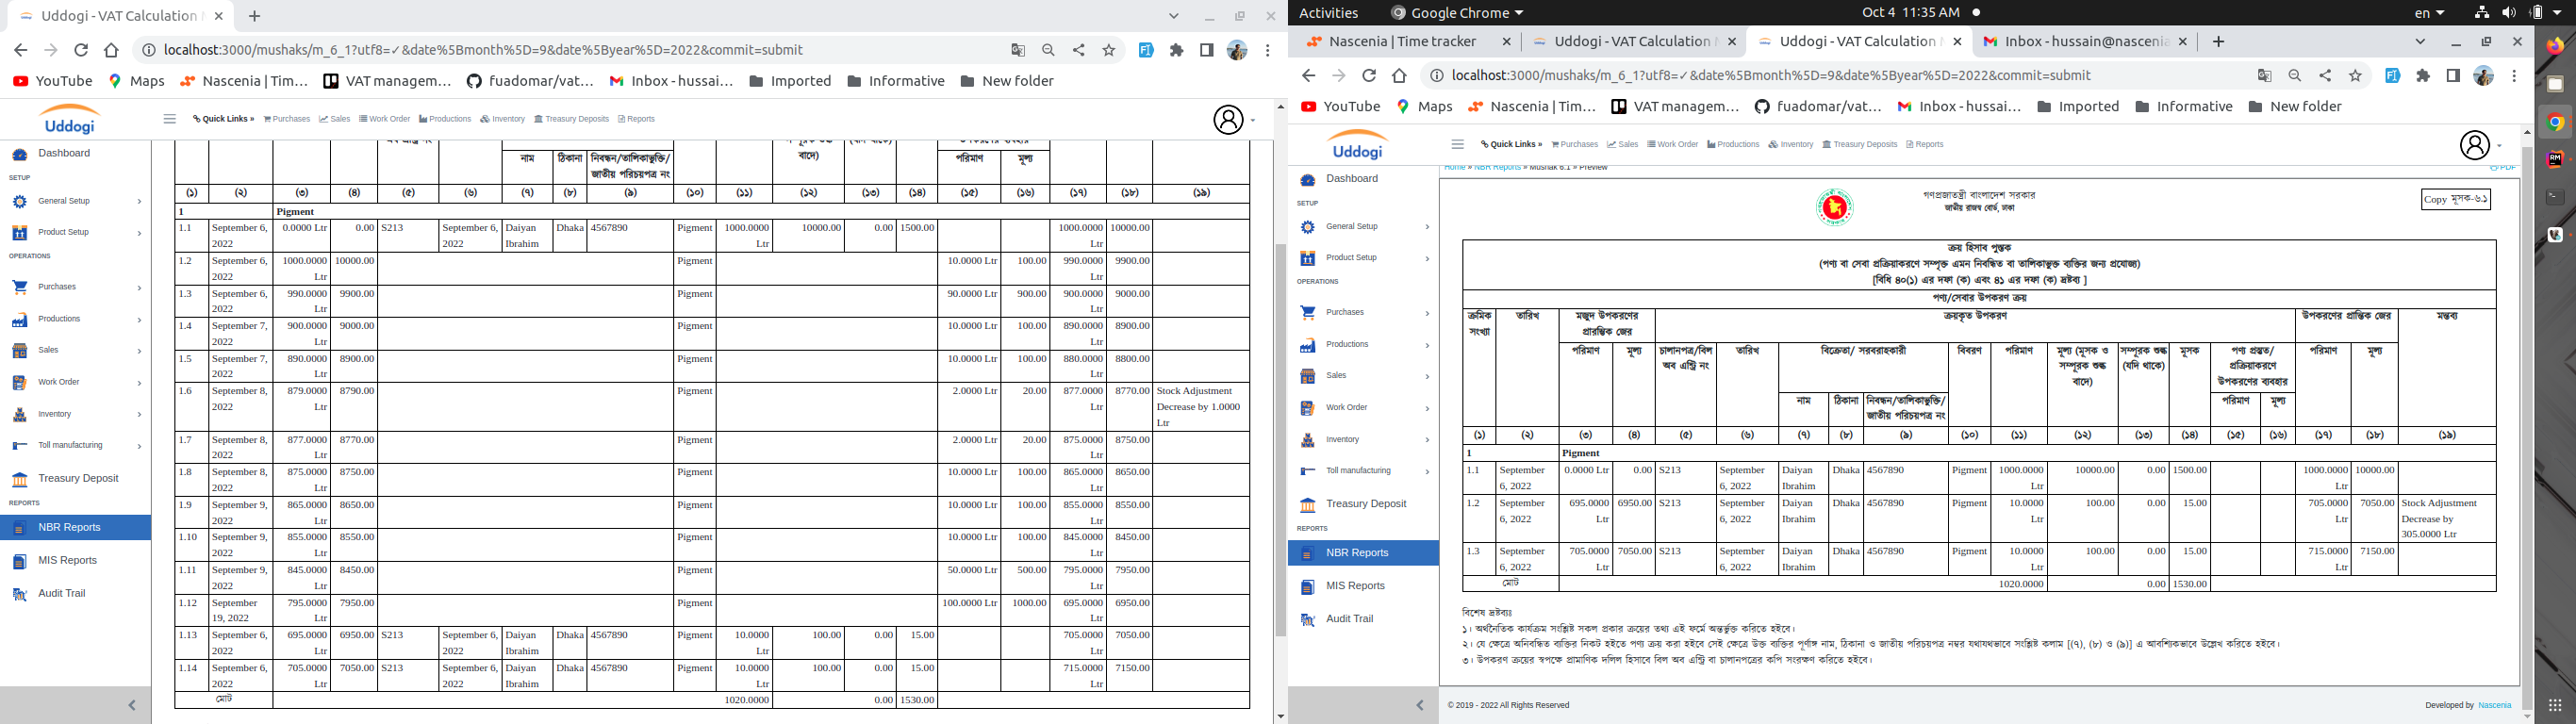 Uddogi - VAT Calculation
localhost:3000/mushaks/m_6_1?utf8=✓&date%5Bmonth%5D=9&date%5Byear%5D=2022&commit=submit
YouTube Maps Nascenia | Tim... VAT managem... fuadomar/vat... Inbox - hussai... Imported Informative New folder
Uddogi
Quick Links » Purchases Sales Work Order Productions Inventory Treasury Deposits Reports
Dashboard
SETUP
General Setup
Product Setup
OPERATIONS
Purchases
Productions
Sales
Work Order
Inventory
Toll manufacturing
Treasury Deposit
REPORTS
NBR Reports
MIS Reports
Audit Trail
বাদে)
নাম ঠিকানা নিবন্ধন/তালিকাভুক্তি/ পরিমাণ মূল্য
জাতীয় পরিচয়পত্র নং
(১) (২) (৩) (৪) (৫) (৬) (৭) (৮) (৯) (১০) (১১) (১২) (১৩) (১৪) (১৫) (১৬) (১৭) (১৮) (১৯)
1 Pigment
1.1 September 6, 2022 0.0000 Ltr 0.00 S213 September 6, 2022 Daiyan Ibrahim Dhaka 4567890 Pigment 1000.0000 Ltr 10000.00 0.00 1500.00 1000.0000 Ltr 10000.00
1.2 September 6, 2022 1000.0000 Ltr 10000.00 Pigment 10.0000 Ltr 100.00 990.0000 Ltr 9900.00
1.3 September 6, 2022 990.0000 Ltr 9900.00 Pigment 90.0000 Ltr 900.00 900.0000 Ltr 9000.00
1.4 September 7, 2022 900.0000 Ltr 9000.00 Pigment 10.0000 Ltr 100.00 890.0000 Ltr 8900.00
1.5 September 7, 2022 890.0000 Ltr 8900.00 Pigment 10.0000 Ltr 100.00 880.0000 Ltr 8800.00
1.6 September 8, 2022 879.0000 Ltr 8790.00 Pigment 2.0000 Ltr 20.00 877.0000 Ltr 8770.00 Stock Adjustment Decrease by 1.0000 Ltr
1.7 September 8, 2022 877.0000 Ltr 8770.00 Pigment 2.0000 Ltr 20.00 875.0000 Ltr 8750.00
1.8 September 8, 2022 875.0000 Ltr 8750.00 Pigment 10.0000 Ltr 100.00 865.0000 Ltr 8650.00
1.9 September 9, 2022 865.0000 Ltr 8650.00 Pigment 10.0000 Ltr 100.00 855.0000 Ltr 8550.00
1.10 September 9, 2022 855.0000 Ltr 8550.00 Pigment 10.0000 Ltr 100.00 845.0000 Ltr 8450.00
1.11 September 9, 2022 845.0000 Ltr 8450.00 Pigment 50.0000 Ltr 500.00 795.0000 Ltr 7950.00
1.12 September 19, 2022 795.0000 Ltr 7950.00 Pigment 100.0000 Ltr 1000.00 695.0000 Ltr 6950.00
1.13 September 6, 2022 695.0000 Ltr 6950.00 S213 September 6, 2022 Daiyan Ibrahim Dhaka 4567890 Pigment 10.0000 Ltr 100.00 0.00 15.00 705.0000 Ltr 7050.00
1.14 September 6, 2022 705.0000 Ltr 7050.00 S213 September 6, 2022 Daiyan Ibrahim Dhaka 4567890 Pigment 10.0000 Ltr 100.00 0.00 15.00 715.0000 Ltr 7150.00
মোট 1020.0000 0.00 1530.00
Activities Google Chrome Oct 4 11:35 AM en
Nascenia | Time tracker Uddogi - VAT Calculation Uddogi - VAT Calculation Inbox - hussain@nascenia
localhost:3000/mushaks/m_6_1?utf8=✓&date%5Bmonth%5D=9&date%5Byear%5D=2022&commit=submit
YouTube Maps Nascenia | Tim... VAT managem... fuadomar/vat... Inbox - hussai... Imported Informative New folder
Uddogi
Quick Links » Purchases Sales Work Order Productions Inventory Treasury Deposits Reports
Home » NBR Reports » Mushak 6.1 » Preview PDF
Dashboard
SETUP
General Setup
Product Setup
OPERATIONS
Purchases
Productions
Sales
Work Order
Inventory
Toll manufacturing
Treasury Deposit
REPORTS
NBR Reports
MIS Reports
Audit Trail
গণপ্রজাতন্ত্রী বাংলাদেশ সরকার
জাতীয় রাজস্ব বোর্ড, ঢাকা
Copy মূসক-৬.১
ক্রয় হিসাব পুস্তক
(পণ্য বা সেবা প্রক্রিয়াকরণে সম্পৃক্ত এমন নিবন্ধিত বা তালিকাভুক্ত ব্যক্তির জন্য প্রযোজ্য)
[বিধি ৪০(১) এর দফা (ক) এবং ৪১ এর দফা (ক) দ্রষ্টব্য ]
পণ্য/সেবার উপকরণ ক্রয়
ক্রমিক সংখ্যা তারিখ মজুদ উপকরণের প্রারম্ভিক জের ক্রয়কৃত উপকরণ উপকরণের প্রান্তিক জের মন্তব্য
পরিমাণ মূল্য চালানপত্র/বিল অব এন্ট্রি নং তারিখ বিক্রেতা/ সরবরাহকারী বিবরণ পরিমাণ মূল্য (মূসক ও সম্পূরক শুল্ক বাদে) সম্পূরক শুল্ক (যদি থাকে) মূসক পণ্য প্রস্তুত/ প্রক্রিয়াকরণে উপকরণের ব্যবহার পরিমাণ মূল্য
নাম ঠিকানা নিবন্ধন/তালিকাভুক্তি/ জাতীয় পরিচয়পত্র নং পরিমাণ মূল্য
(১) (২) (৩) (৪) (৫) (৬) (৭) (৮) (৯) (১০) (১১) (১২) (১৩) (১৪) (১৫) (১৬) (১৭) (১৮) (১৯)
1 Pigment
1.1 September 6, 2022 0.0000 Ltr 0.00 S213 September 6, 2022 Daiyan Ibrahim Dhaka 4567890 Pigment 1000.0000 Ltr 10000.00 0.00 1500.00 1000.0000 Ltr 10000.00
1.2 September 6, 2022 695.0000 Ltr 6950.00 S213 September 6, 2022 Daiyan Ibrahim Dhaka 4567890 Pigment 10.0000 Ltr 100.00 0.00 15.00 705.0000 Ltr 7050.00 Stock Adjustment Decrease by 305.0000 Ltr
1.3 September 6, 2022 705.0000 Ltr 7050.00 S213 September 6, 2022 Daiyan Ibrahim Dhaka 4567890 Pigment 10.0000 Ltr 100.00 0.00 15.00 715.0000 Ltr 7150.00
মোট 1020.0000 0.00 1530.00
বিশেষ দ্রষ্টব্যঃ
১। অর্থনৈতিক কার্যক্রম সংশ্লিষ্ট সকল প্রকার ক্রয়ের তথ্য এই ফর্মে অন্তর্ভুক্ত করিতে হইবে।
২। যে ক্ষেত্রে অনিবন্ধিত ব্যক্তির নিকট হইতে পণ্য ক্রয় করা হইবে সেই ক্ষেত্রে উক্ত ব্যক্তির পূর্ণাঙ্গ নাম, ঠিকানা ও জাতীয় পরিচয়পত্র নম্বর যথাযথভাবে সংশ্লিষ্ট কলাম [(৭), (৮) ও (৯)] এ আবশ্যিকভাবে উল্লেখ করিতে হইবে।
৩। উপকরণ ক্রয়ের স্বপক্ষে প্রামাণিক দলিল হিসাবে বিল অব এন্ট্রি বা চালানপত্রের কপি সংরক্ষণ করিতে হইবে।
© 2019 - 2022 All Rights Reserved Developed by Nascenia